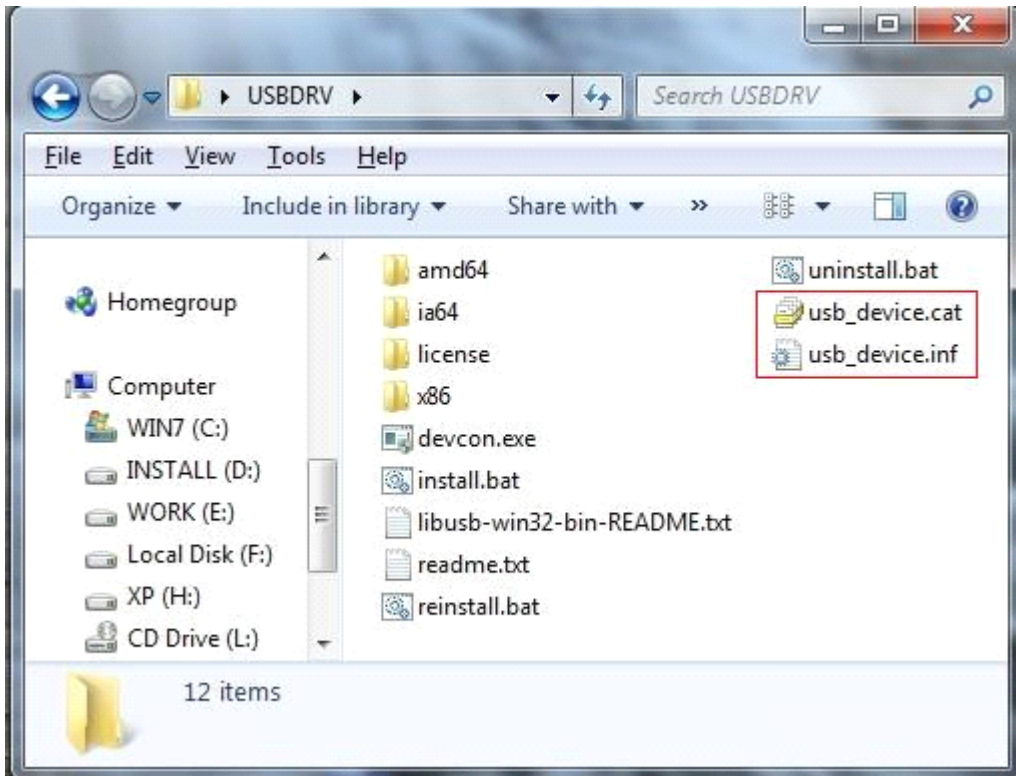 USBDRV
Search USBDRV
File Edit View Tools Help
Organize Include in library Share with »
Homegroup
Computer
WIN7 (C:)
INSTALL (D:)
WORK (E:)
Local Disk (F:)
XP (H:)
CD Drive (L:)
amd64
ia64
license
x86
devcon.exe
install.bat
libusb-win32-bin-README.txt
readme.txt
reinstall.bat
uninstall.bat
usb_device.cat
usb_device.inf
12 items